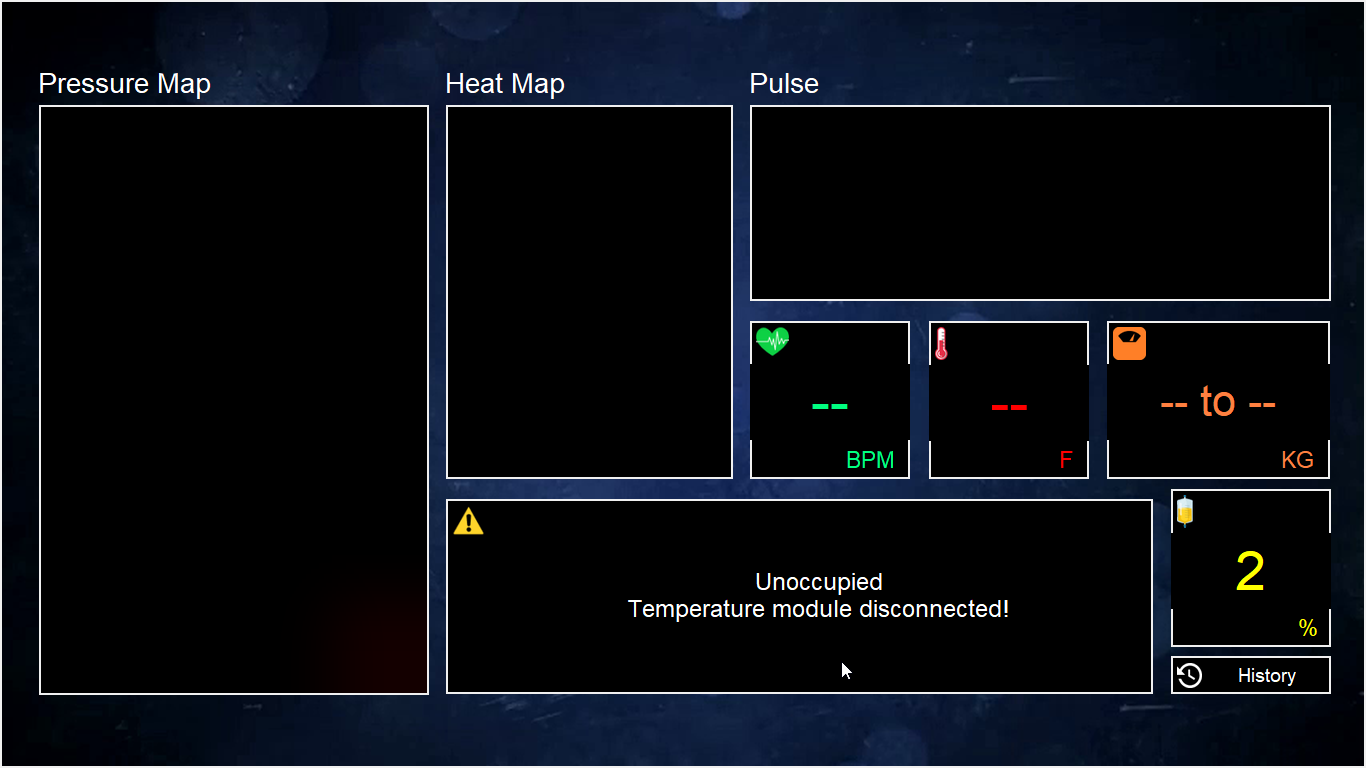 Pressure Map
Heat Map
Pulse
--
BPM
--
F
-- to --
KG
Unoccupied
Temperature module disconnected!
2
%
History